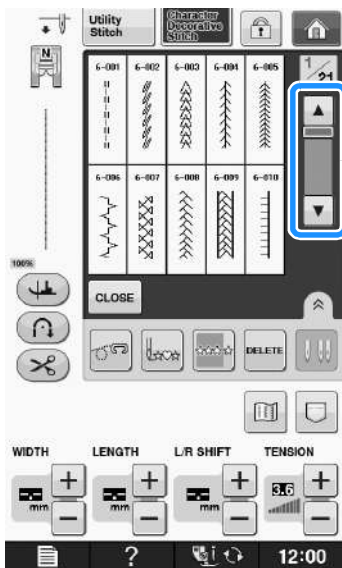 Utility
Stitch
Character
Decorative
Stitch
N
6-001 6-002 6-003 6-004 6-005
1/21
6-006 6-007 6-008 6-009 6-010
100%
CLOSE
DELETE
WIDTH LENGTH L/R SHIFT TENSION
mm mm mm 3.6
? 12:00